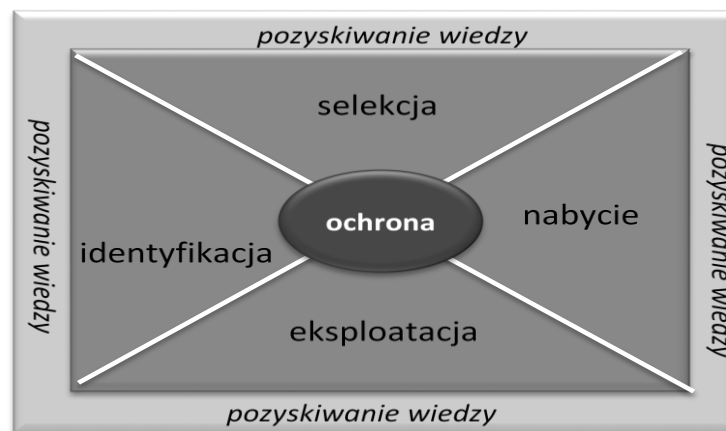 pozyskiwanie wiedzy
selekcja
pozyskiwanie wiedzy
identyfikacja
ochrona
nabycie
pozyskiwanie wiedzy
eksploatacja
pozyskiwanie wiedzy